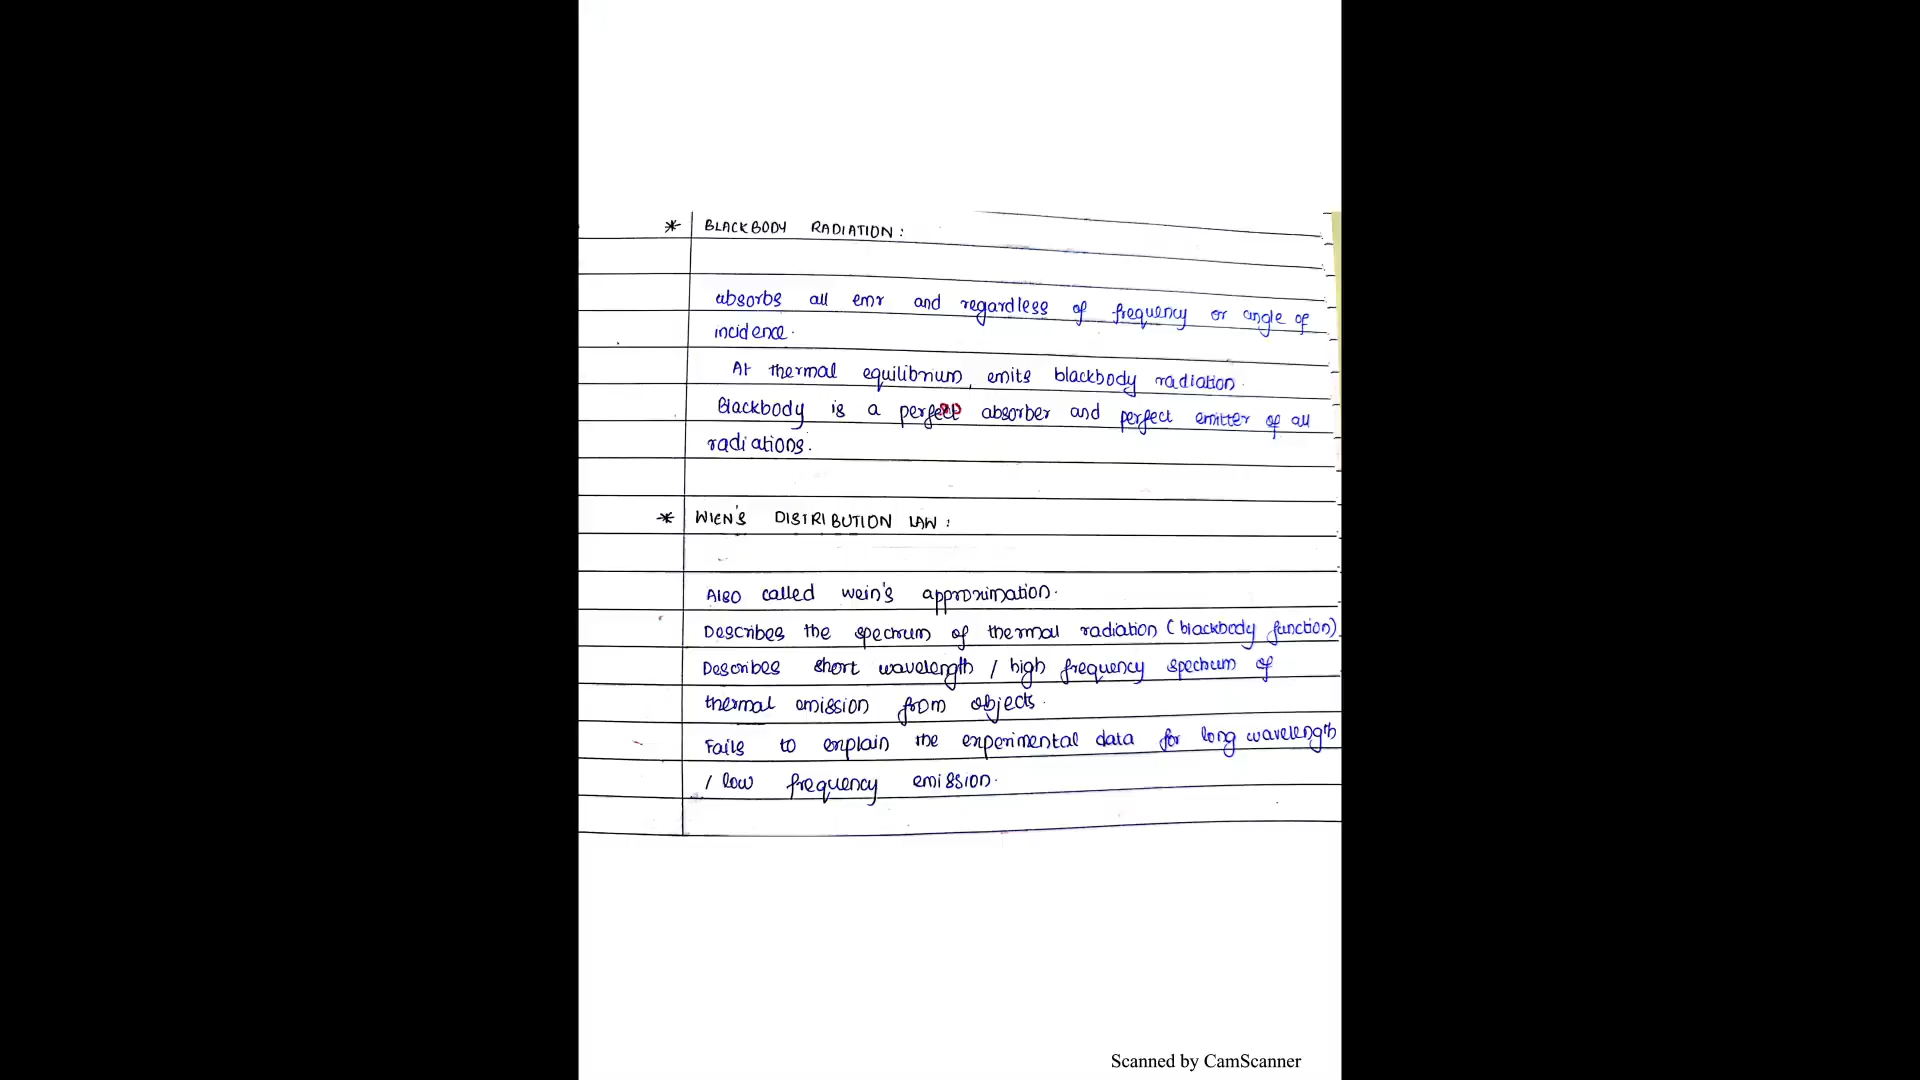 * BLACKBODY RADIATION:
absorbs all emr and regardless of frequency or angle of
incidence.
At thermal equilibrium, emits blackbody radiation.
Blackbody is a perfect absorber and perfect emitter of all
radiations.
* WIEN'S DISTRIBUTION LAW:
Also called wein's approximation.
Describes the spectrum of thermal radiation (blackbody function)
Describes short wavelength / high frequency spectrum of
thermal emission from objects.
Fails to explain the experimental data for long wavelength
/ low frequency emission.
Scanned by CamScanner